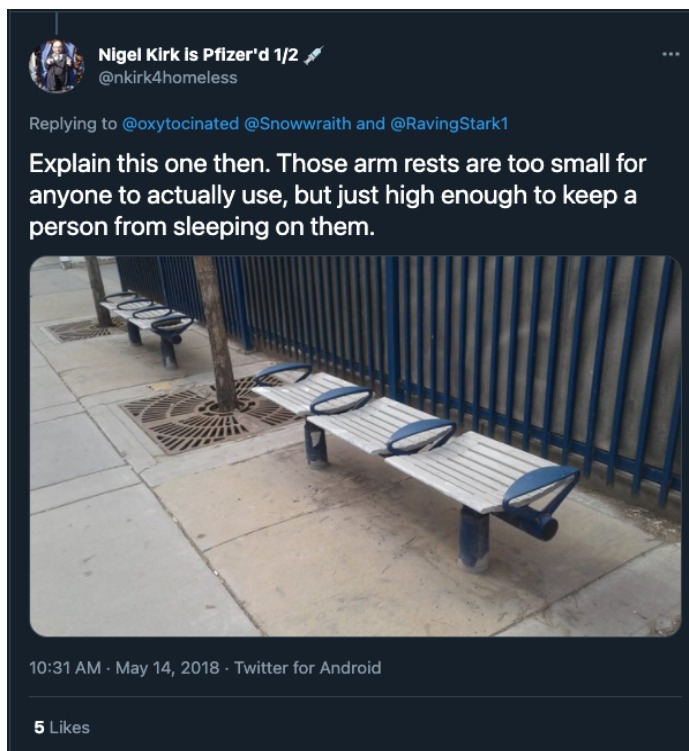 Nigel Kirk is Pfizer'd 1/2 💉
@nkirk4homeless
Replying to @oxytocinated @Snowwraith and @RavingStark1
Explain this one then. Those arm rests are too small for
anyone to actually use, but just high enough to keep a
person from sleeping on them.
10:31 AM · May 14, 2018 · Twitter for Android
5 Likes